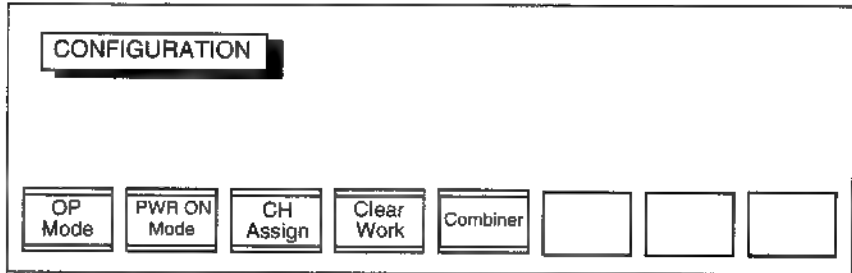 CONFIGURATION
OP
Mode
PWR ON
Mode
CH
Assign
Clear
Work
Combiner